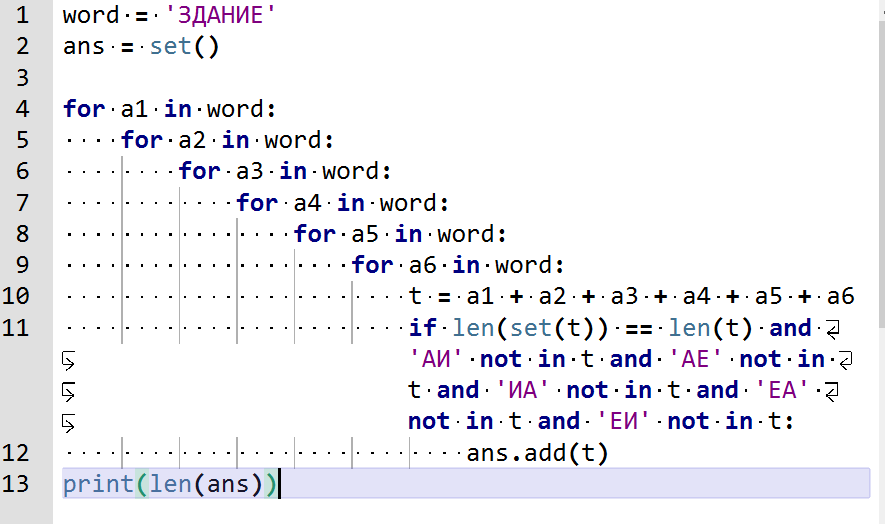 1 word = 'ЗДАНИЕ'
2 ans = set()
3
4 for a1 in word:
5 for a2 in word:
6 for a3 in word:
7 for a4 in word:
8 for a5 in word:
9 for a6 in word:
10 t = a1 + a2 + a3 + a4 + a5 + a6
11 if len(set(t)) == len(t) and
'АИ' not in t and 'АЕ' not in
t and 'ИА' not in t and 'ЕА'
not in t and 'ЕИ' not in t:
12 ans.add(t)
13 print(len(ans))